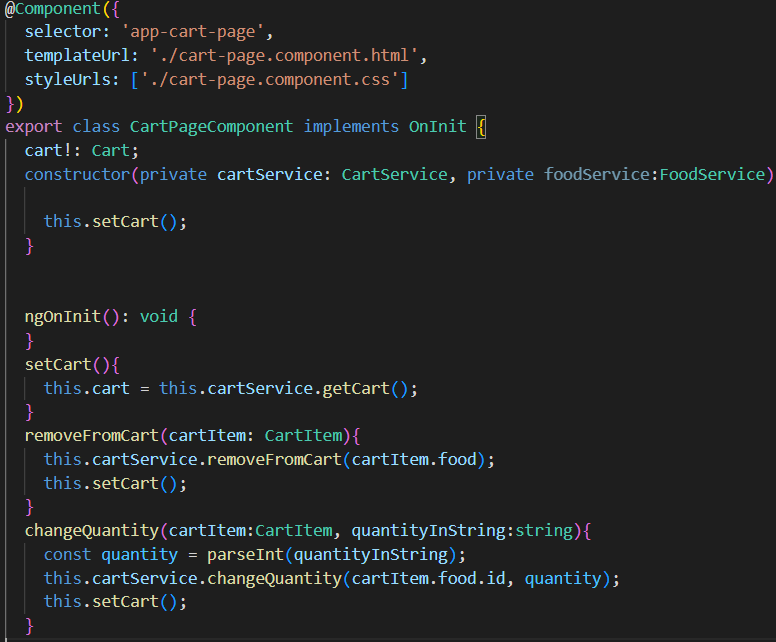 @Component({
  selector: 'app-cart-page',
  templateUrl: './cart-page.component.html',
  styleUrls: ['./cart-page.component.css']
})
export class CartPageComponent implements OnInit {
  cart!: Cart;
  constructor(private cartService: CartService, private foodService:FoodService)
    this.setCart();
  }
  ngOnInit(): void {
  }
  setCart(){
    this.cart = this.cartService.getCart();
  }
  removeFromCart(cartItem: CartItem){
    this.cartService.removeFromCart(cartItem.food);
    this.setCart();
  }
  changeQuantity(cartItem:CartItem, quantityInString:string){
    const quantity = parseInt(quantityInString);
    this.cartService.changeQuantity(cartItem.food.id, quantity);
    this.setCart();
  }